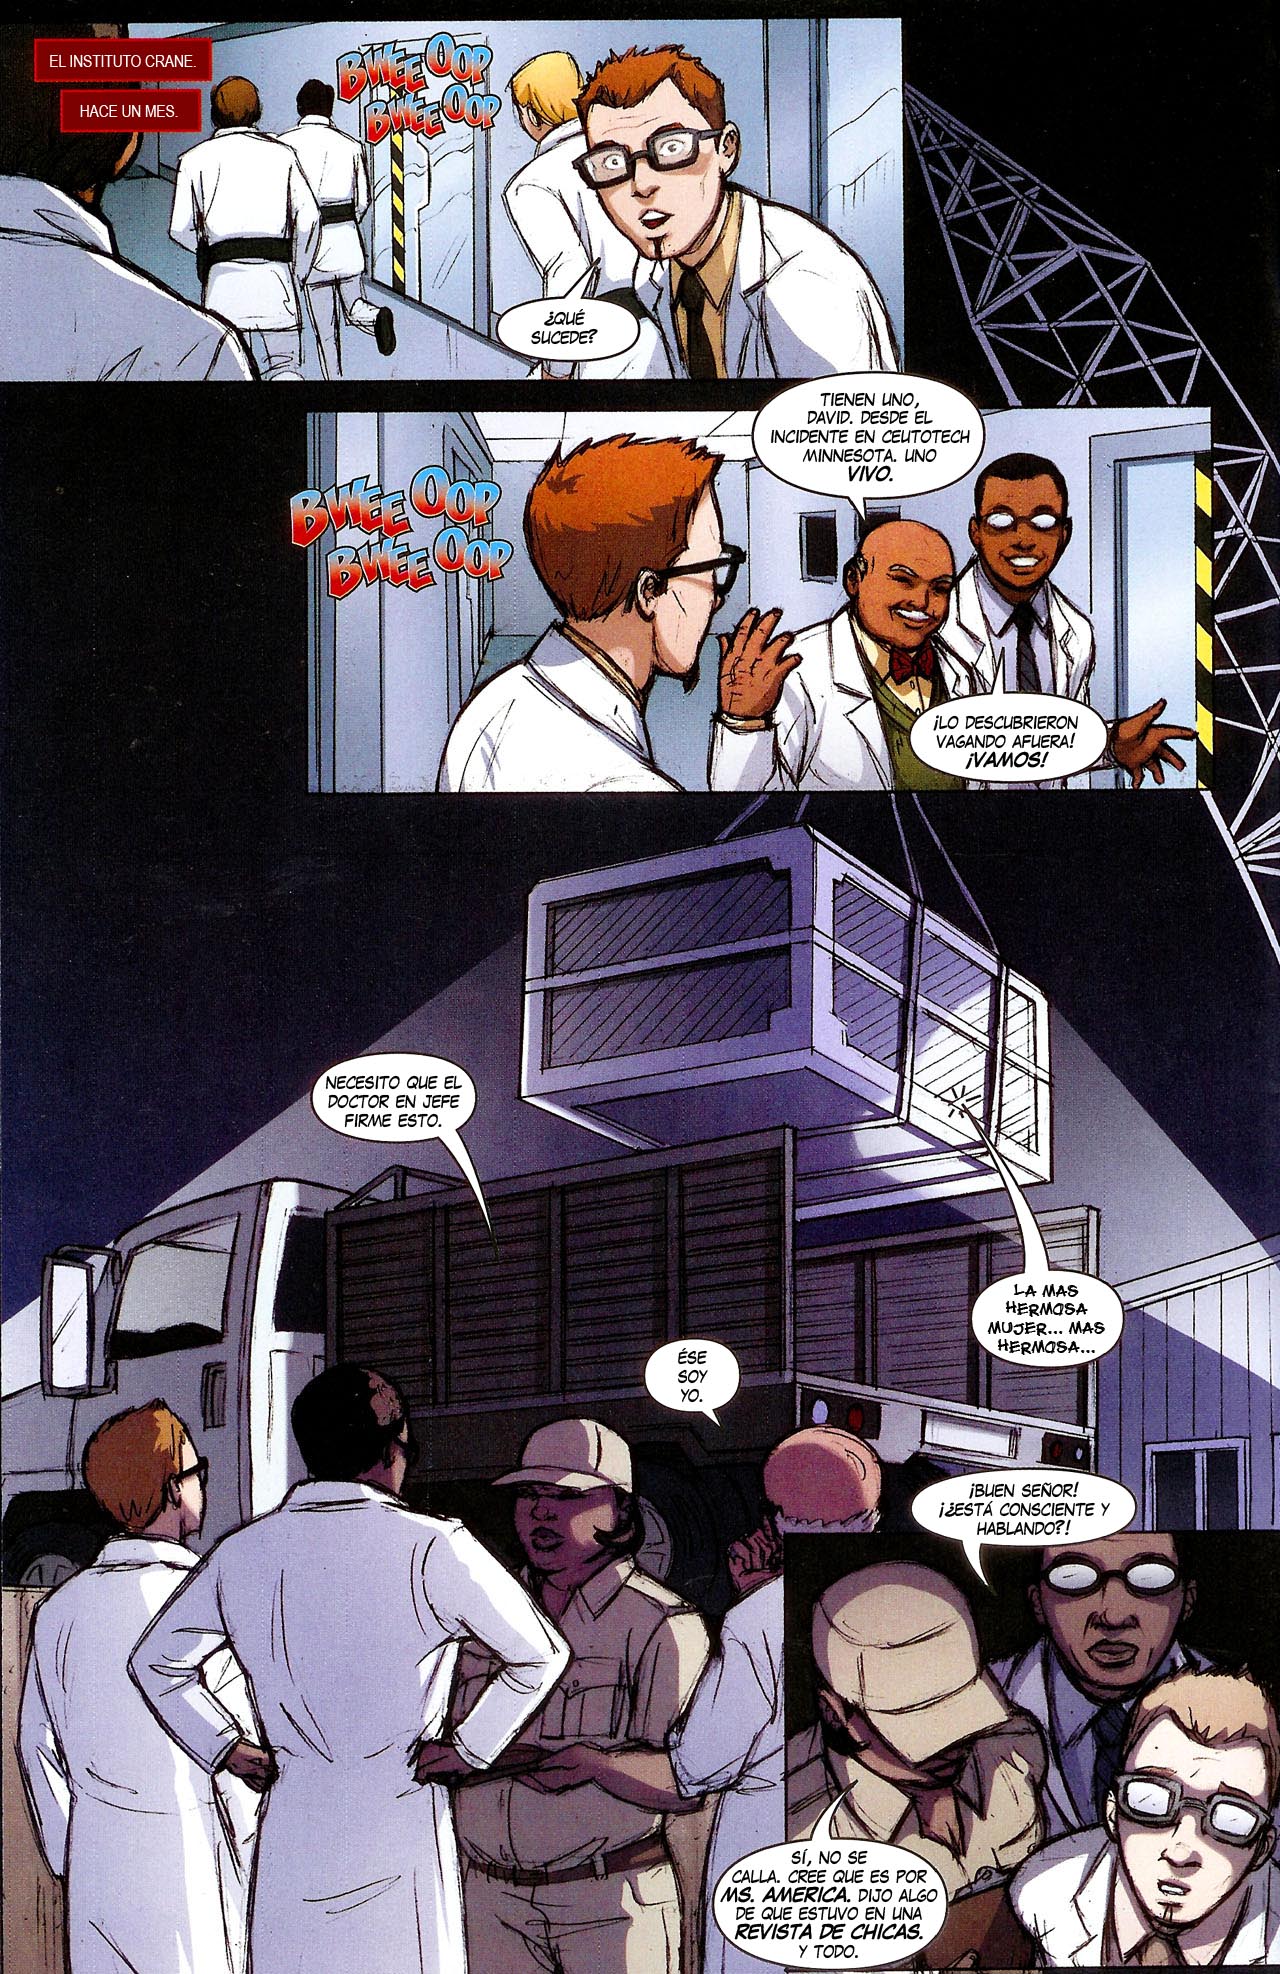 EL INSTITUTO CRANE.
HACE UN MES.
BWEE OOP
BWEE OOP
¿QUÉ
SUCEDE?
TIENEN UNO,
DAVID. DESDE EL
INCIDENTE EN CEUTOTECH
MINNESOTA. UNO
VIVO.
BWEE OOP
BWEE OOP
¡LO DESCUBRIERON
VAGANDO AFUERA!
¡VAMOS!
NECESITO QUE EL
DOCTOR EN JEFE
FIRME ESTO.
LA MAS
HERMOSA
MUJER... MAS
HERMOSA...
ÉSE
SOY
YO.
¡BUEN SEÑOR!
¡¿ESTÁ CONSCIENTE Y
HABLANDO?!
SÍ, NO SE
CALLA. CREE QUE ES POR
MS. AMERICA. DIJO ALGO
DE QUE ESTUVO EN UNA
REVISTA DE CHICAS.
Y TODO.